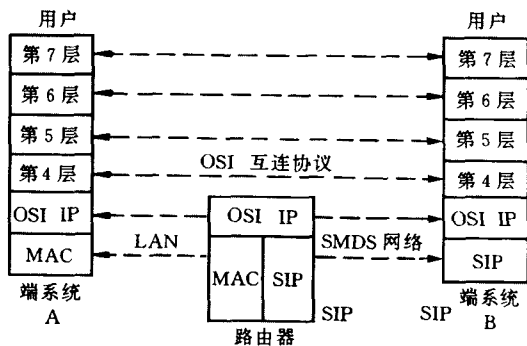 用户
用户
第7层
第7层
第6层
第6层
第5层
第5层
OSI 互连协议
第4层
第4层
OSI IP
OSI IP
OSI IP
MAC
LAN
MAC
SIP
SMDS 网络
SIP
端系统
A
路由器
SIP
SIP
端系统
B